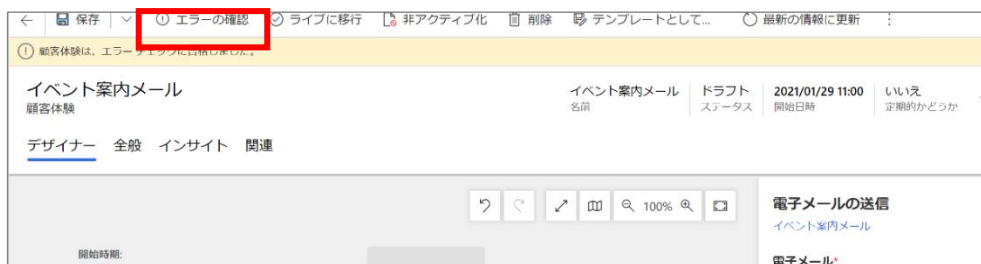 保存 エラーの確認 ライブに移行 非アクティブ化 削除 テンプレートとして... 最新の情報に更新
顧客体験は、エラー チェックに合格しました。
イベント案内メール
顧客体験
イベント案内メール ドラフト 2021/01/29 11:00 いいえ
名前 ステータス 開始日時 定期的かどうか
デザイナー 全般 インサイト 関連
100%
電子メールの送信
イベント案内メール
開始時期:
電子メール*